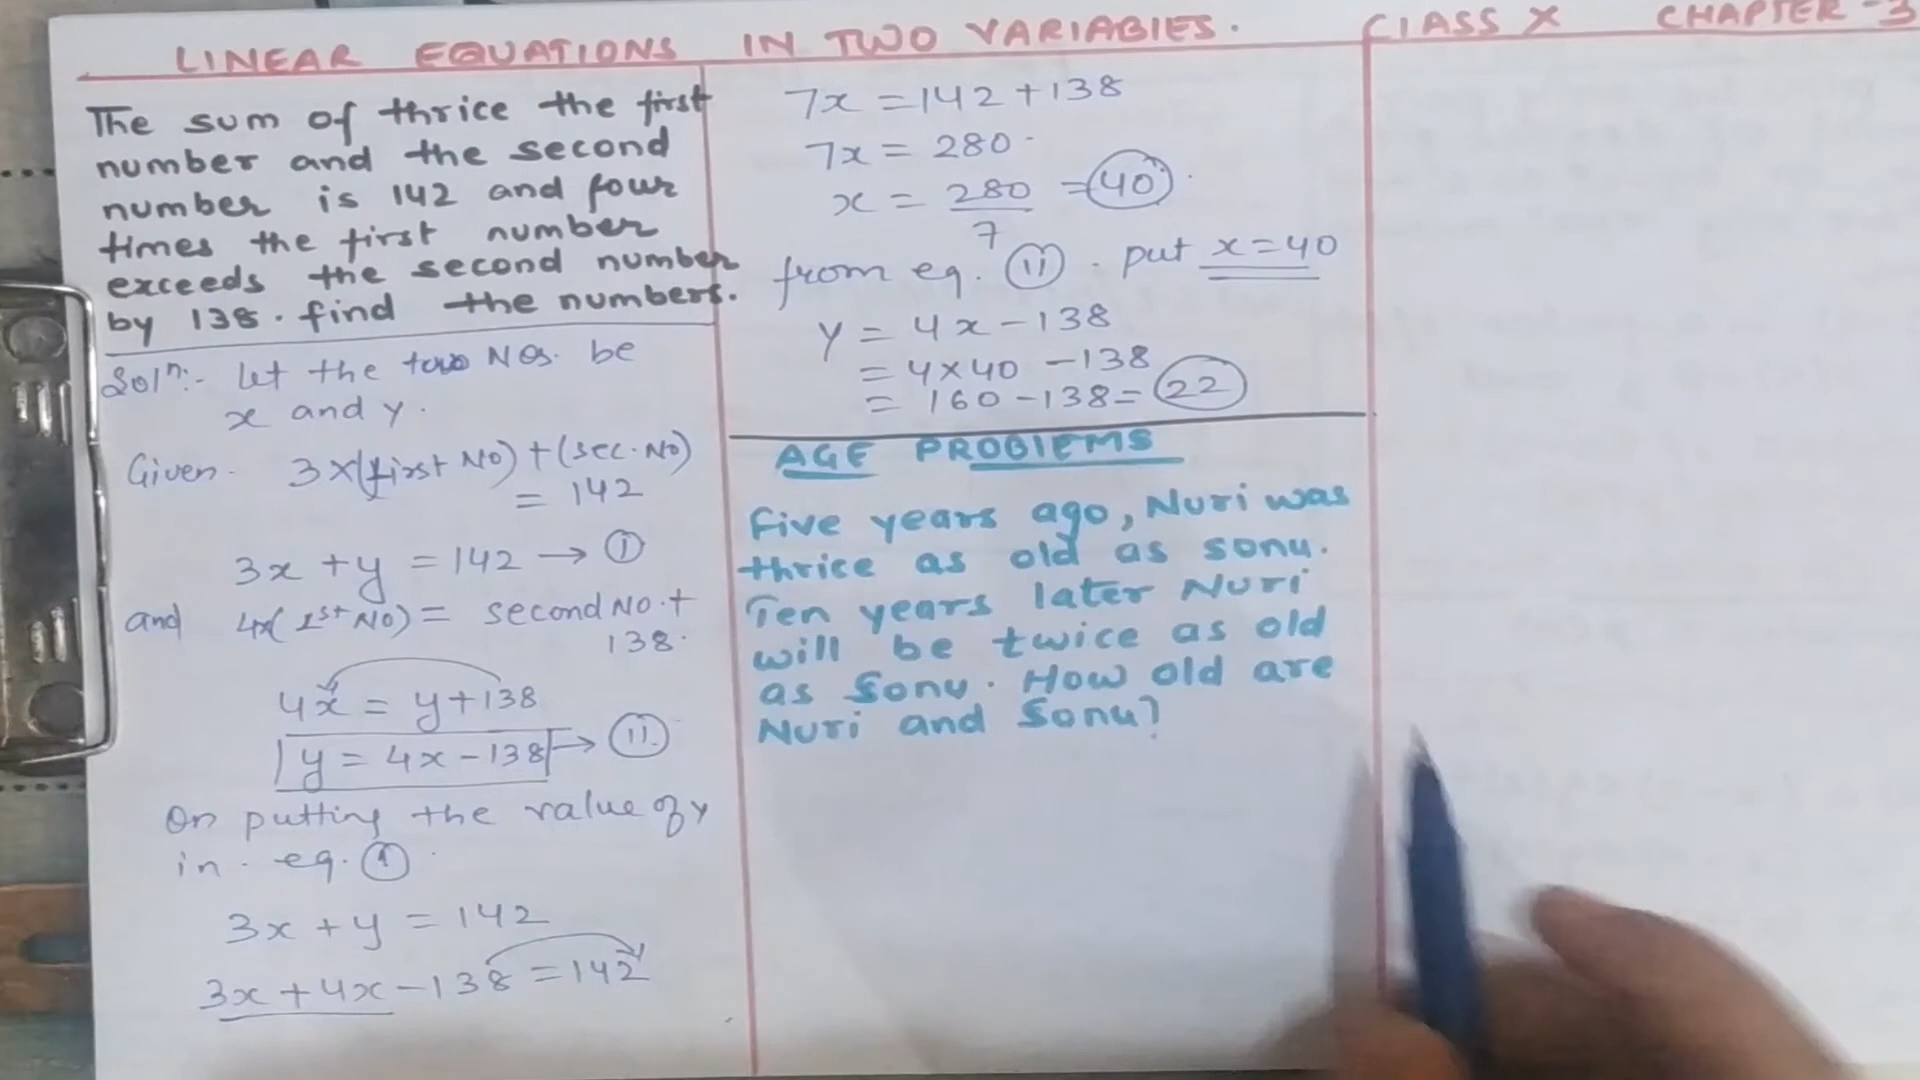 LINEAR EQUATIONS IN TWO VARIABLES. CLASS X CHAPTER-3
The sum of thrice the first
number and the second
number is 142 and four
times the first number
exceeds the second number
by 138. find the numbers.
Solⁿ:- Let the two NOs. be
x and y.
Given. 3×(first NO)+(sec.NO)
= 142
3x + y = 142 → (I)
and 4×(1st NO) = second NO.+
138.
4x = y+138
y = 4x-138 → (II)
On putting the value of y
in. eq. (1)
3x + y = 142
3x + 4x - 138 = 142
7x = 142+138
7x = 280.
x = 280/7 = 40.
from eq. (II). put x=40
y = 4x-138
= 4×40 -138
= 160-138= 22
AGE PROBLEMS
Five years ago, Nuri was
thrice as old as sonu.
Ten years later Nuri
will be twice as old
as Sonu. How old are
Nuri and Sonu?